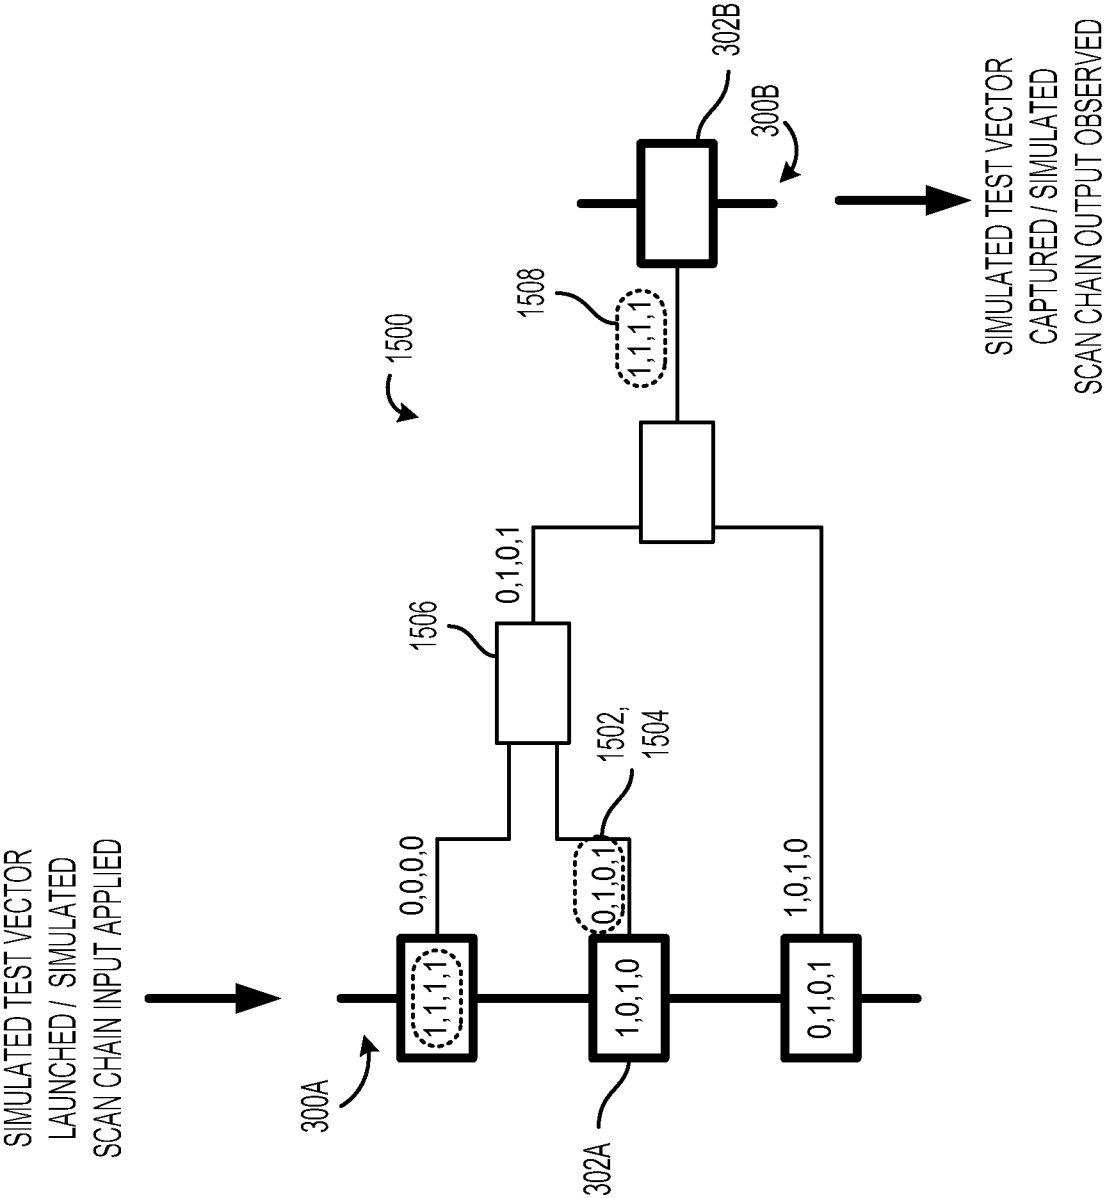 SIMULATED TEST VECTOR
LAUNCHED / SIMULATED
SCAN CHAIN INPUT APPLIED
300A
1,1,1,1
0,0,0,0
302A
1,0,1,0
0,1,0,1
1502,
1504
0,1,0,1
1,0,1,0
1506
0,1,0,1
1500
1508
1,1,1,1
302B
300B
SIMULATED TEST VECTOR
CAPTURED / SIMULATED
SCAN CHAIN OUTPUT OBSERVED